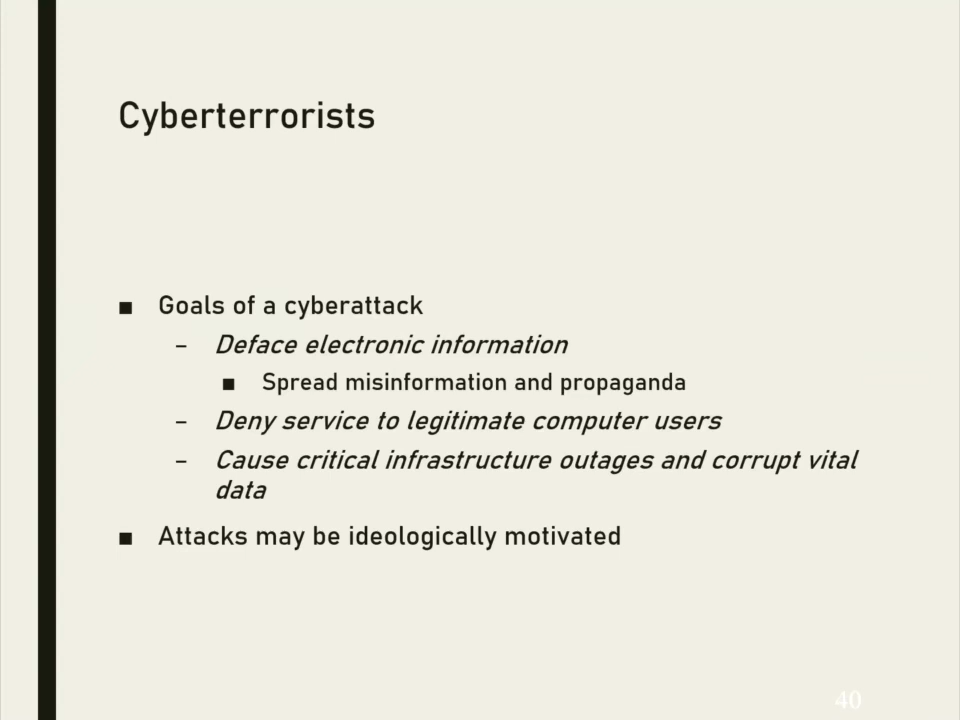 Cyberterrorists
■ Goals of a cyberattack
– Deface electronic information
■ Spread misinformation and propaganda
– Deny service to legitimate computer users
– Cause critical infrastructure outages and corrupt vital
data
■ Attacks may be ideologically motivated
40